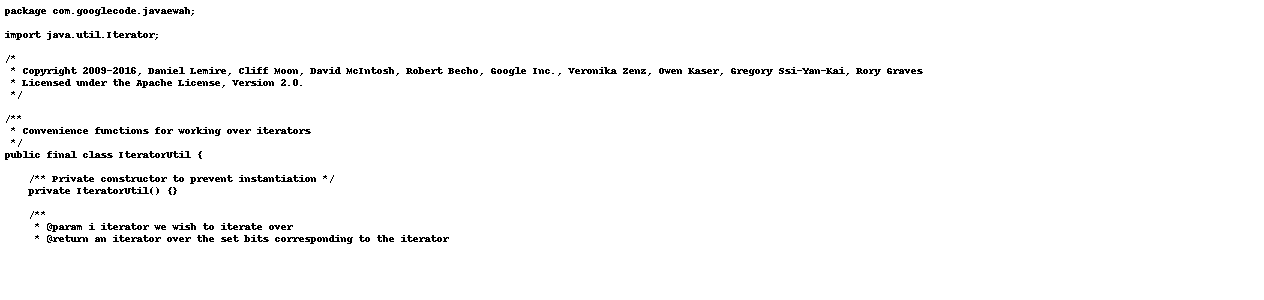 package com.googlecode.javaewah;

import java.util.Iterator;

/*
 * Copyright 2009-2016, Daniel Lemire, Cliff Moon, David McIntosh, Robert Becho, Google Inc., Veronika Zenz, Owen Kaser, Gregory Ssi-Yan-Kai, Rory Graves
 * Licensed under the Apache License, Version 2.0.
 */

/**
 * Convenience functions for working over iterators
 */
public final class IteratorUtil {

    /** Private constructor to prevent instantiation */
    private IteratorUtil() {}

    /**
     * @param i iterator we wish to iterate over
     * @return an iterator over the set bits corresponding to the iterator